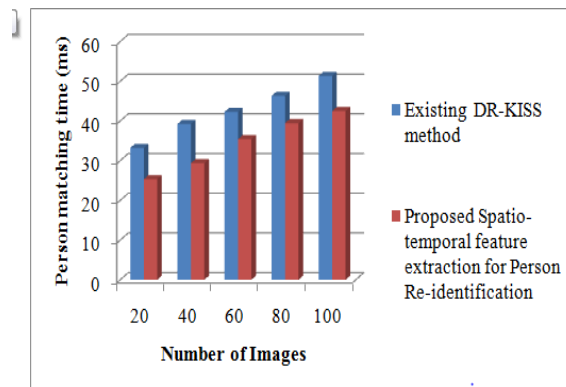 Person matching time (ms)
60
50
40
30
20
10
0
20 40 60 80 100
Number of Images
Existing DR-KISS
method
Proposed Spatio-
temporal feature
extraction for Person
Re-identification